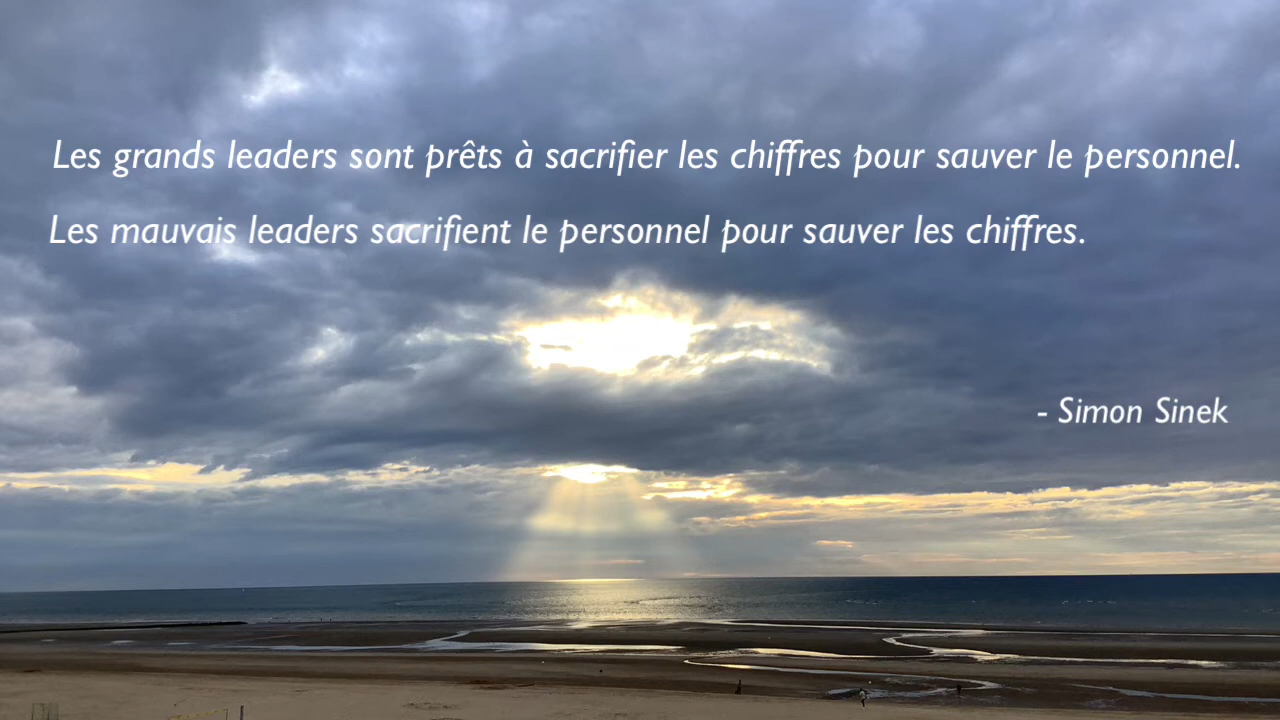 Les grands leaders sont prêts à sacrifier les chiffres pour sauver le personnel.
Les mauvais leaders sacrifient le personnel pour sauver les chiffres.
- Simon Sinek